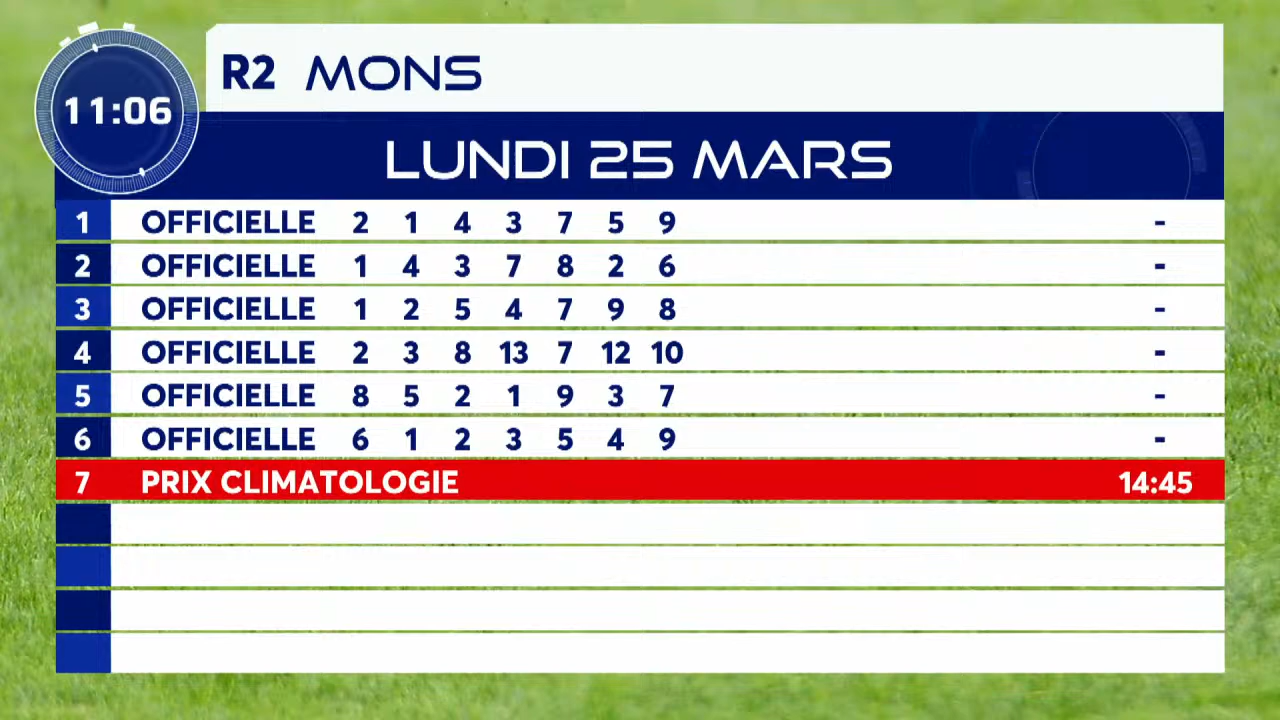 11:06
R2 MONS
LUNDI 25 MARS
1 OFFICIELLE 2 1 4 3 7 5 9 -
2 OFFICIELLE 1 4 3 7 8 2 6 -
3 OFFICIELLE 1 2 5 4 7 9 8 -
4 OFFICIELLE 2 3 8 13 7 12 10 -
5 OFFICIELLE 8 5 2 1 9 3 7 -
6 OFFICIELLE 6 1 2 3 5 4 9 -
7 PRIX CLIMATOLOGIE 14:45